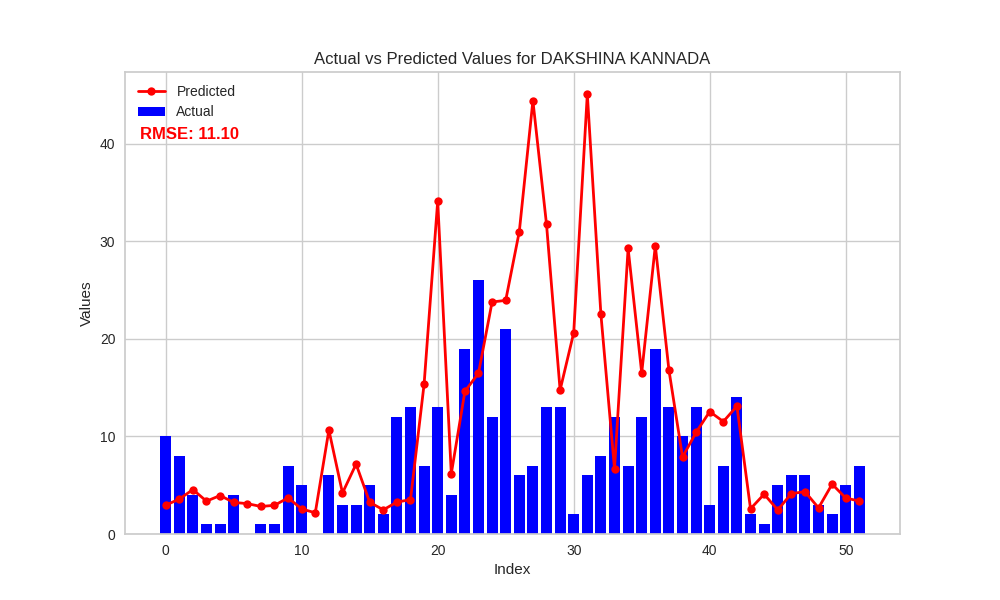 Actual vs Predicted Values for DAKSHINA KANNADA
Predicted
Actual
RMSE: 11.10
Values
40
30
20
10
0
0 10 20 30 40 50
Index